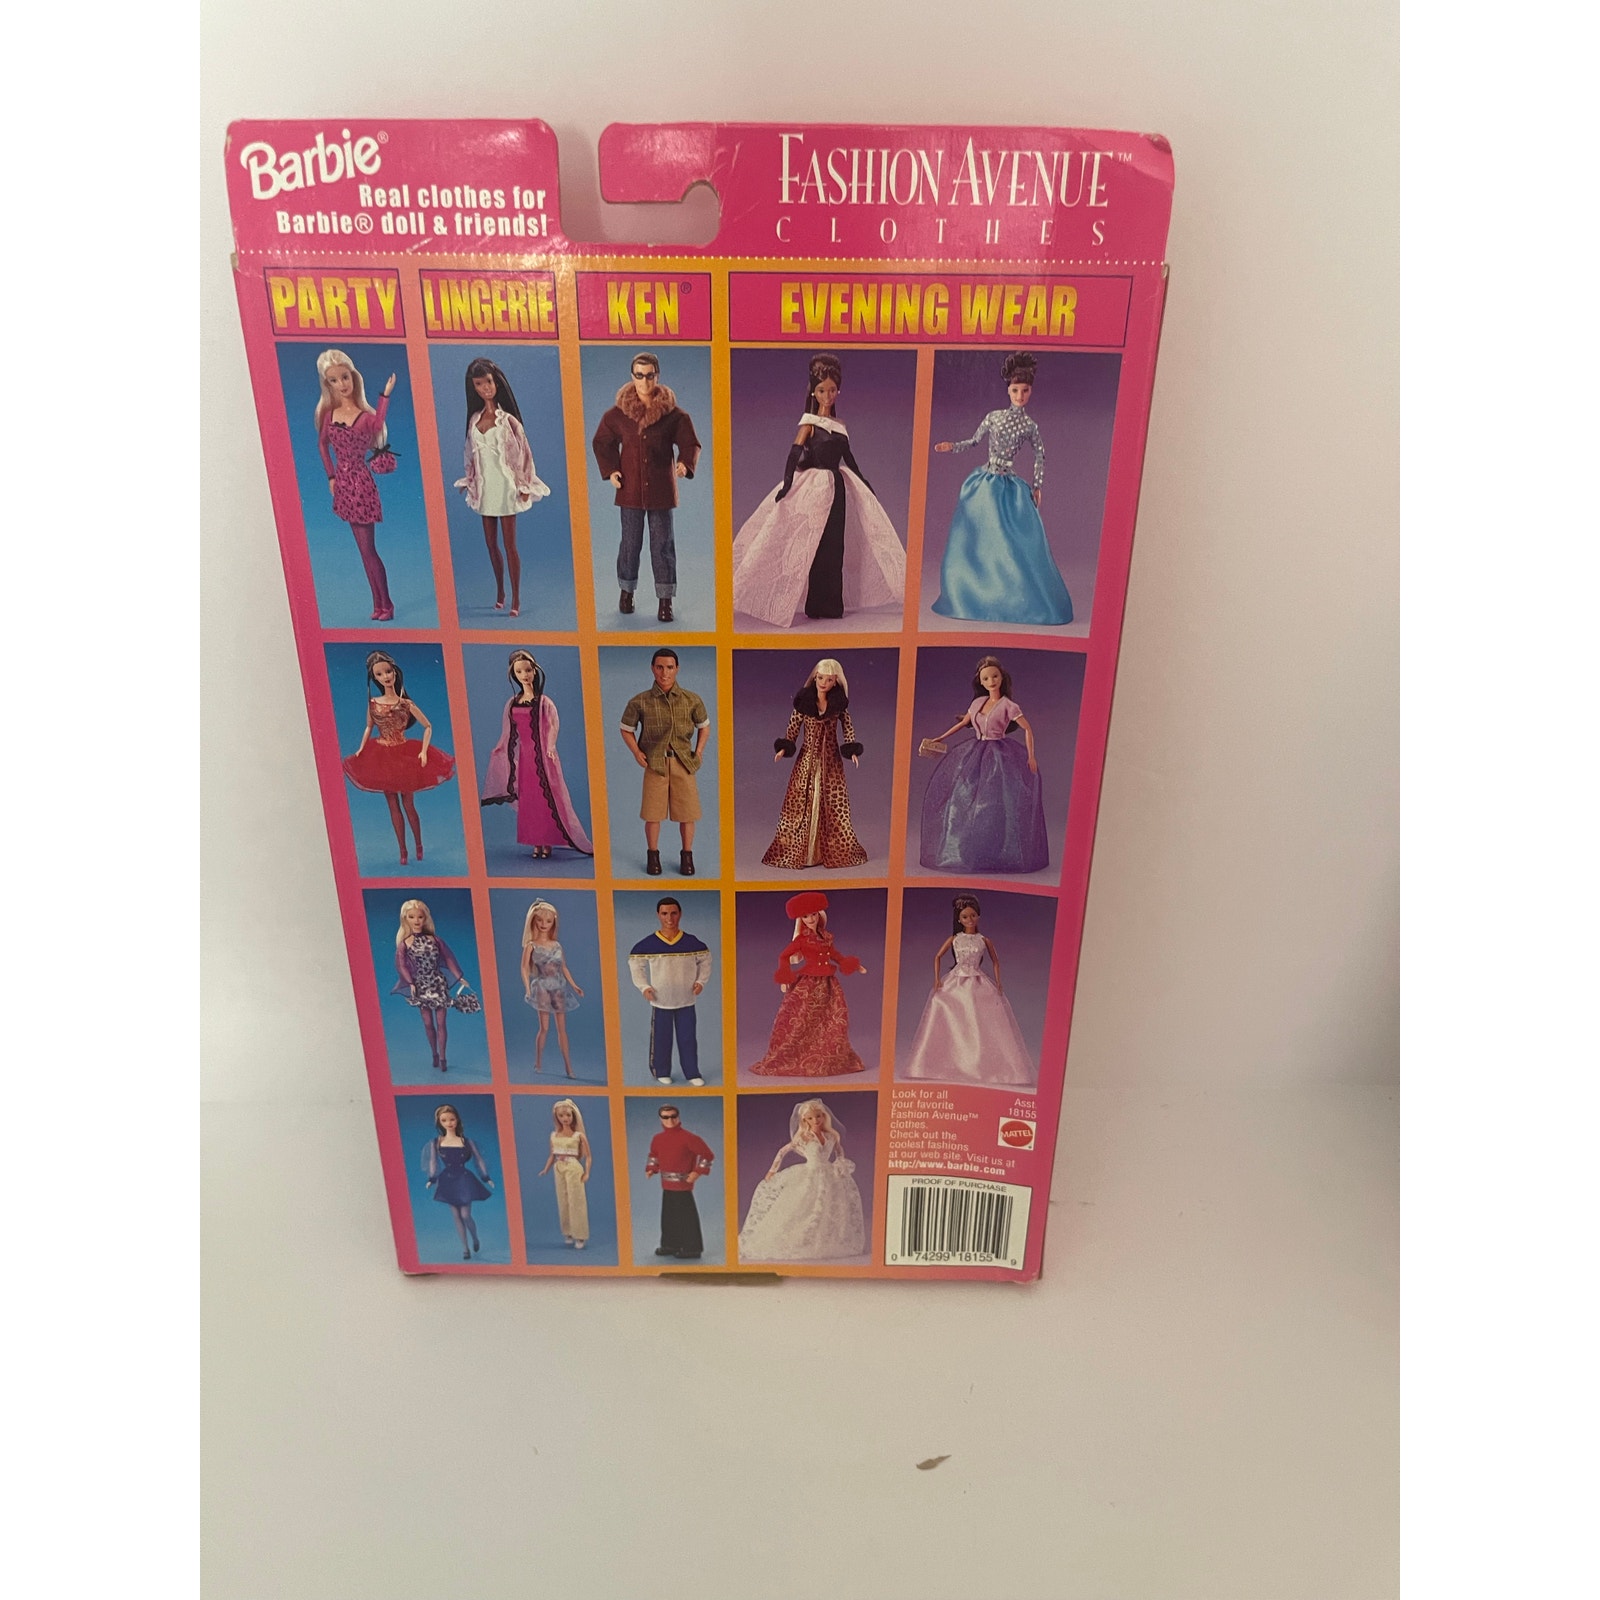 Barbie®
Real clothes for
Barbie® doll & friends!
FASHION AVENUE™
CLOTHES
PARTY
LINGERIE
KEN®
EVENING WEAR
Look for all
your favorite
Fashion Avenue™
clothes.
Check out the
coolest fashions
at our web site. Visit us at
http://www.barbie.com
Asst.
18155
MATTEL
PROOF OF PURCHASE
0 74299 18155 9